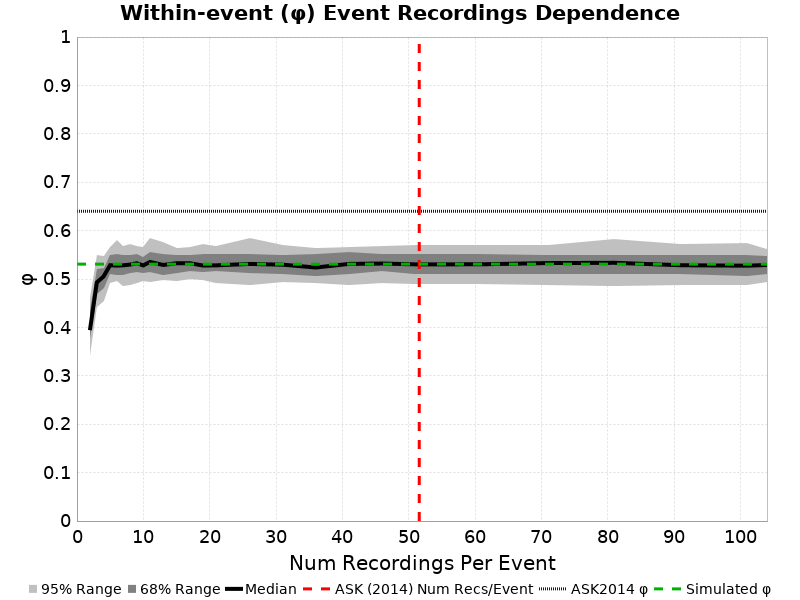 Within-event (φ) Event Recordings Dependence
1
0.9
0.8
0.7
0.6
0.5
0.4
0.3
0.2
0.1
0
φ
0 10 20 30 40 50 60 70 80 90 100
Num Recordings Per Event
95% Range 68% Range Median ASK (2014) Num Recs/Event ASK2014 φ Simulated φ